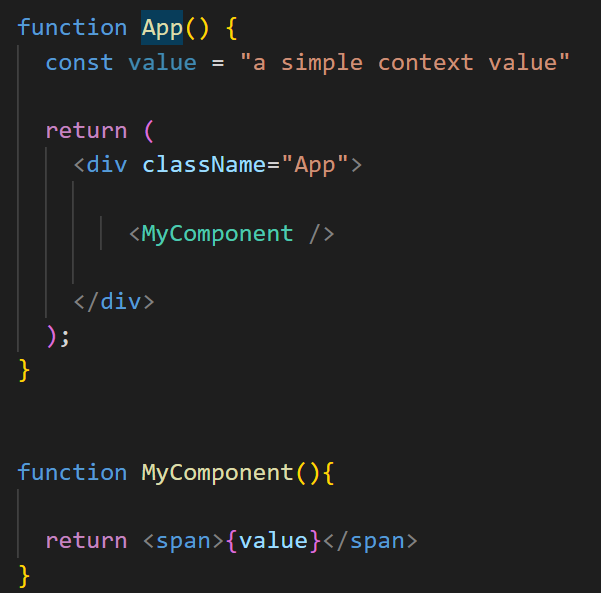 function App() {
  const value = "a simple context value"
  return (
    <div className="App">
        <MyComponent />
    </div>
  );
}
function MyComponent(){
  return <span>{value}</span>
}